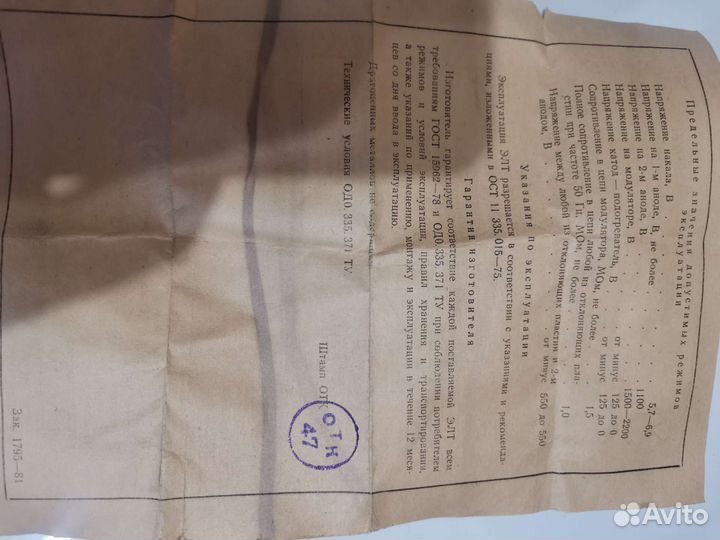 Предельные значения допустимых режимов
эксплуатации
Напряжение накала, В . . . . . . 5,7—6,9
Напряжение на 1-м аноде, В, не более . . . 1100
Напряжение на 2-м аноде, В . . . . 1500—2200
Напряжение на модуляторе, В . . от минус 125 до 0
Напряжение катод — подогреватель, В . от минус 125 до 0
Сопротивление в цепи модулятора, МОм, не более . 1,5
Полное сопротивление в цепи любой из отклоняющих пла-
стин при частоте 50 Гц, МОм, не более . . . 1,0
Напряжение между любой из отклоняющих пластин и 2-м
анодом, В . . . . . от минус 550 до 550
Указания по эксплуатации
Эксплуатация ЭЛТ разрешается в соответствии с указаниями и рекоменда-
циями, изложенными в ОСТ 11 335.015—75.
Гарантии изготовителя
Изготовитель гарантирует соответствие каждой поставляемой ЭЛТ всем
требованиям ГОСТ 15962—78 и ОД0.335.371 ТУ при соблюдении потребителем
режимов и условий эксплуатации, правил хранения и транспортирования,
а также указаний по применению, монтажу и эксплуатации в течение 12 меся-
цев со дня ввода в эксплуатацию.
Драгоценных металлов не содержит.
Технические условия ОД0.335.371 ТУ
Штамп ОТК
ОТК
47
Зак. 1795—81
Avito